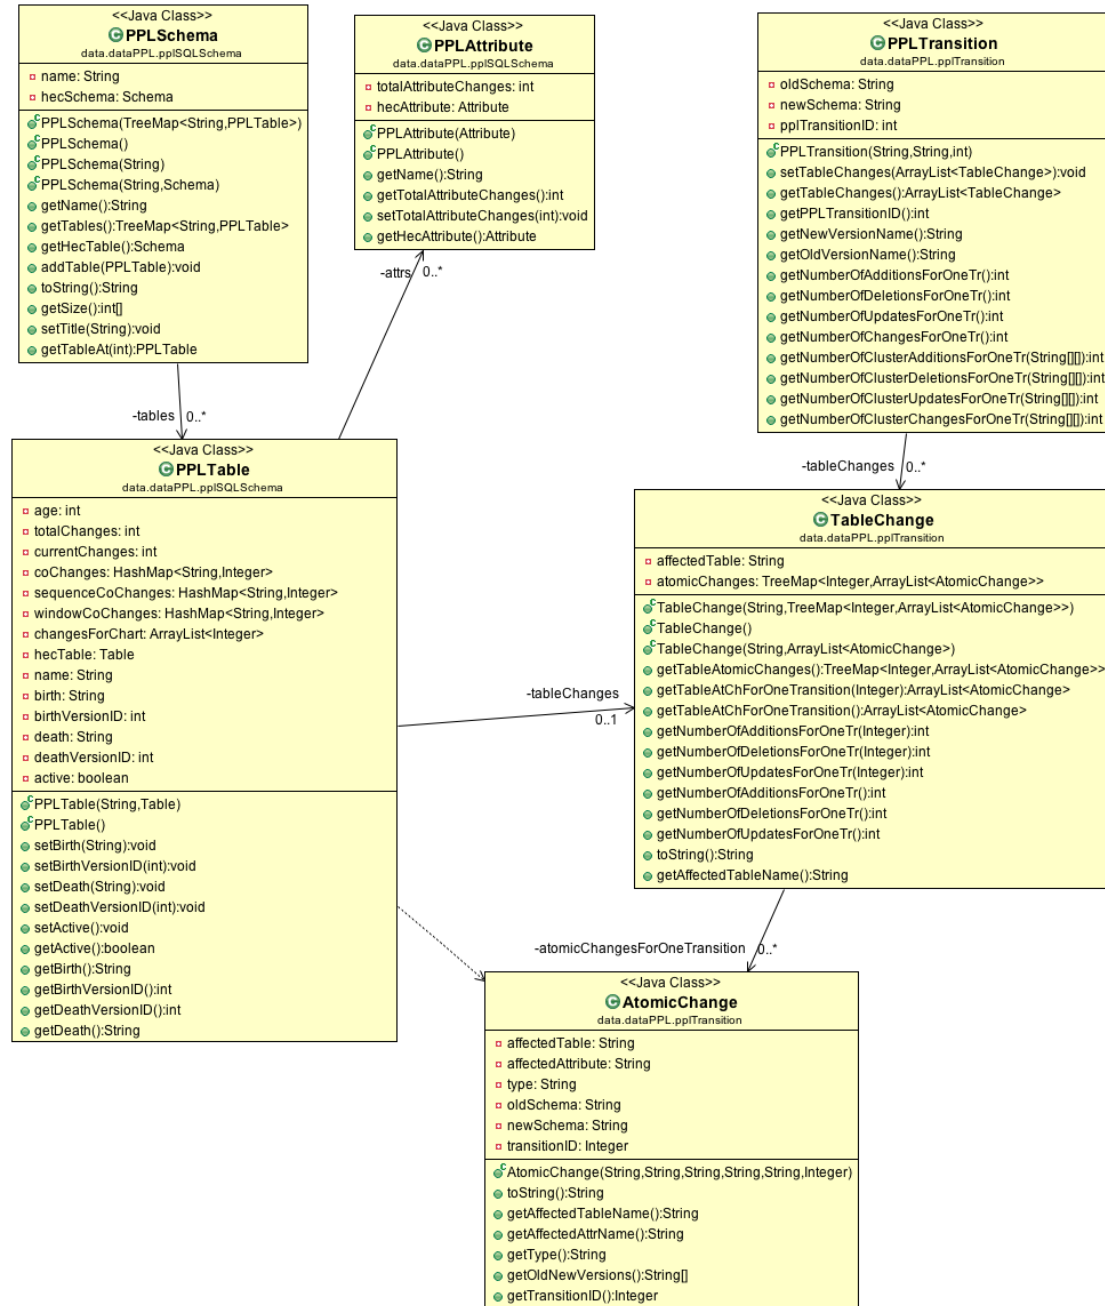 <<Java Class>>
PPLSchema
data.dataPPL.pplSQLSchema
name: String
hecSchema: Schema
PPLSchema(TreeMap<String,PPLTable>)
PPLSchema()
PPLSchema(String)
PPLSchema(String,Schema)
getName():String
getTables():TreeMap<String,PPLTable>
getHecTable():Schema
addTable(PPLTable):void
toString():String
getSize():int[]
setTitle(String):void
getTableAt(int):PPLTable
<<Java Class>>
PPLAttribute
data.dataPPL.pplSQLSchema
totalAttributeChanges: int
hecAttribute: Attribute
PPLAttribute(Attribute)
PPLAttribute()
getName():String
getTotalAttributeChanges():int
setTotalAttributeChanges(int):void
getHecAttribute():Attribute
<<Java Class>>
PPLTransition
data.dataPPL.pplTransition
oldSchema: String
newSchema: String
pplTransitionID: int
PPLTransition(String,String,int)
setTableChanges(ArrayList<TableChange>):void
getTableChanges():ArrayList<TableChange>
getPPLTransitionID():int
getNewVersionName():String
getOldVersionName():String
getNumberOfAdditionsForOneTr():int
getNumberOfDeletionsForOneTr():int
getNumberOfUpdatesForOneTr():int
getNumberOfChangesForOneTr():int
getNumberOfClusterAdditionsForOneTr(String[][]):int
getNumberOfClusterDeletionsForOneTr(String[][]):int
getNumberOfClusterUpdatesForOneTr(String[][]):int
getNumberOfClusterChangesForOneTr(String[][]):int
-attrs 0..*
-tables 0..*
-tableChanges 0..*
<<Java Class>>
PPLTable
data.dataPPL.pplSQLSchema
age: int
totalChanges: int
currentChanges: int
coChanges: HashMap<String,Integer>
sequenceCoChanges: HashMap<String,Integer>
windowCoChanges: HashMap<String,Integer>
changesForChart: ArrayList<Integer>
hecTable: Table
name: String
birth: String
birthVersionID: int
death: String
deathVersionID: int
active: boolean
PPLTable(String,Table)
PPLTable()
setBirth(String):void
setBirthVersionID(int):void
setDeath(String):void
setDeathVersionID(int):void
setActive():void
getActive():boolean
getBirth():String
getBirthVersionID():int
getDeathVersionID():int
getDeath():String
-tableChanges
0..1
<<Java Class>>
TableChange
data.dataPPL.pplTransition
affectedTable: String
atomicChanges: TreeMap<Integer,ArrayList<AtomicChange>>
TableChange(String,TreeMap<Integer,ArrayList<AtomicChange>>)
TableChange()
TableChange(String,ArrayList<AtomicChange>)
getTableAtomicChanges():TreeMap<Integer,ArrayList<AtomicChange>>
getTableAtChForOneTransition(Integer):ArrayList<AtomicChange>
getTableAtChForOneTransition():ArrayList<AtomicChange>
getNumberOfAdditionsForOneTr(Integer):int
getNumberOfDeletionsForOneTr(Integer):int
getNumberOfUpdatesForOneTr(Integer):int
getNumberOfAdditionsForOneTr():int
getNumberOfDeletionsForOneTr():int
getNumberOfUpdatesForOneTr():int
toString():String
getAffectedTableName():String
-atomicChangesForOneTransition 0..*
<<Java Class>>
AtomicChange
data.dataPPL.pplTransition
affectedTable: String
affectedAttribute: String
type: String
oldSchema: String
newSchema: String
transitionID: Integer
AtomicChange(String,String,String,String,String,Integer)
toString():String
getAffectedTableName():String
getAffectedAttrName():String
getType():String
getOldNewVersions():String[]
getTransitionID():Integer